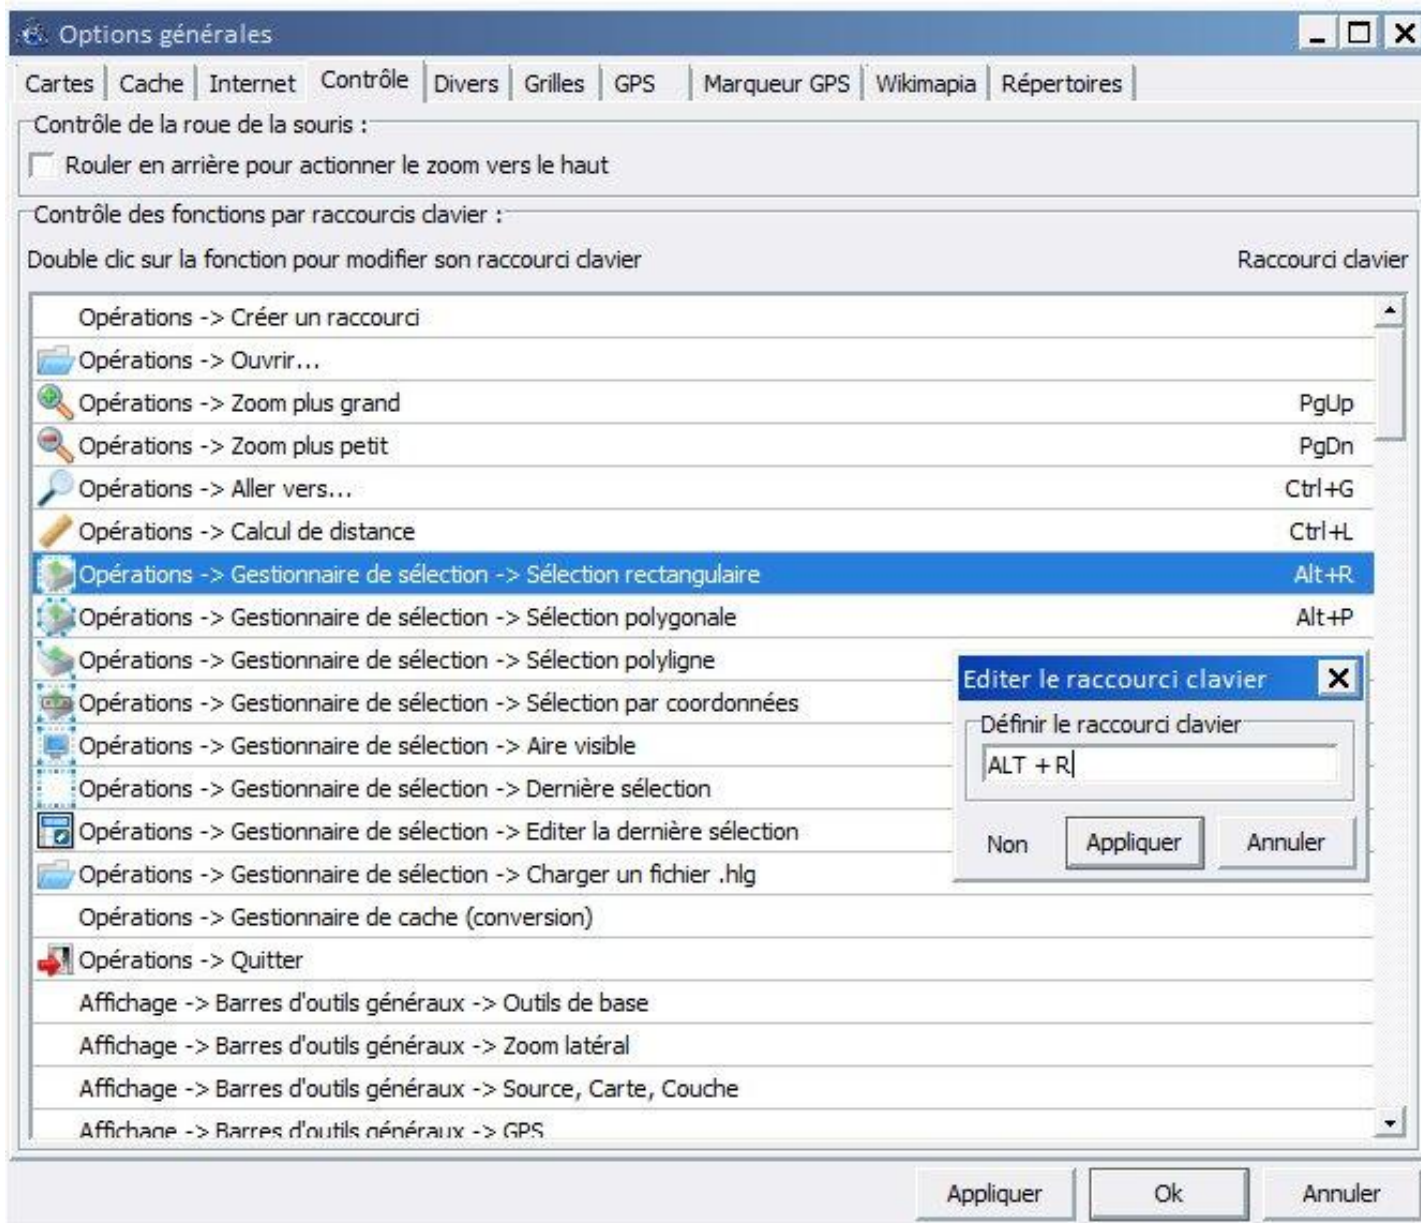 Options générales
Cartes Cache Internet Contrôle Divers Grilles GPS Marqueur GPS Wikimapia Répertoires
Contrôle de la roue de la souris :
Rouler en arrière pour actionner le zoom vers le haut
Contrôle des fonctions par raccourcis clavier :
Double clic sur la fonction pour modifier son raccourci clavier Raccourci clavier
Opérations -> Créer un raccourci
Opérations -> Ouvrir...
Opérations -> Zoom plus grand PgUp
Opérations -> Zoom plus petit PgDn
Opérations -> Aller vers... Ctrl+G
Opérations -> Calcul de distance Ctrl+L
Opérations -> Gestionnaire de sélection -> Sélection rectangulaire Alt+R
Opérations -> Gestionnaire de sélection -> Sélection polygonale Alt+P
Opérations -> Gestionnaire de sélection -> Sélection polyligne
Opérations -> Gestionnaire de sélection -> Sélection par coordonnées
Opérations -> Gestionnaire de sélection -> Aire visible
Opérations -> Gestionnaire de sélection -> Dernière sélection
Opérations -> Gestionnaire de sélection -> Editer la dernière sélection
Opérations -> Gestionnaire de sélection -> Charger un fichier .hlg
Opérations -> Gestionnaire de cache (conversion)
Opérations -> Quitter
Affichage -> Barres d'outils généraux -> Outils de base
Affichage -> Barres d'outils généraux -> Zoom latéral
Affichage -> Barres d'outils généraux -> Source, Carte, Couche
Affichage -> Barres d'outils généraux -> GPS
Editer le raccourci clavier
Définir le raccourci clavier
ALT + R
Non Appliquer Annuler
Appliquer Ok Annuler